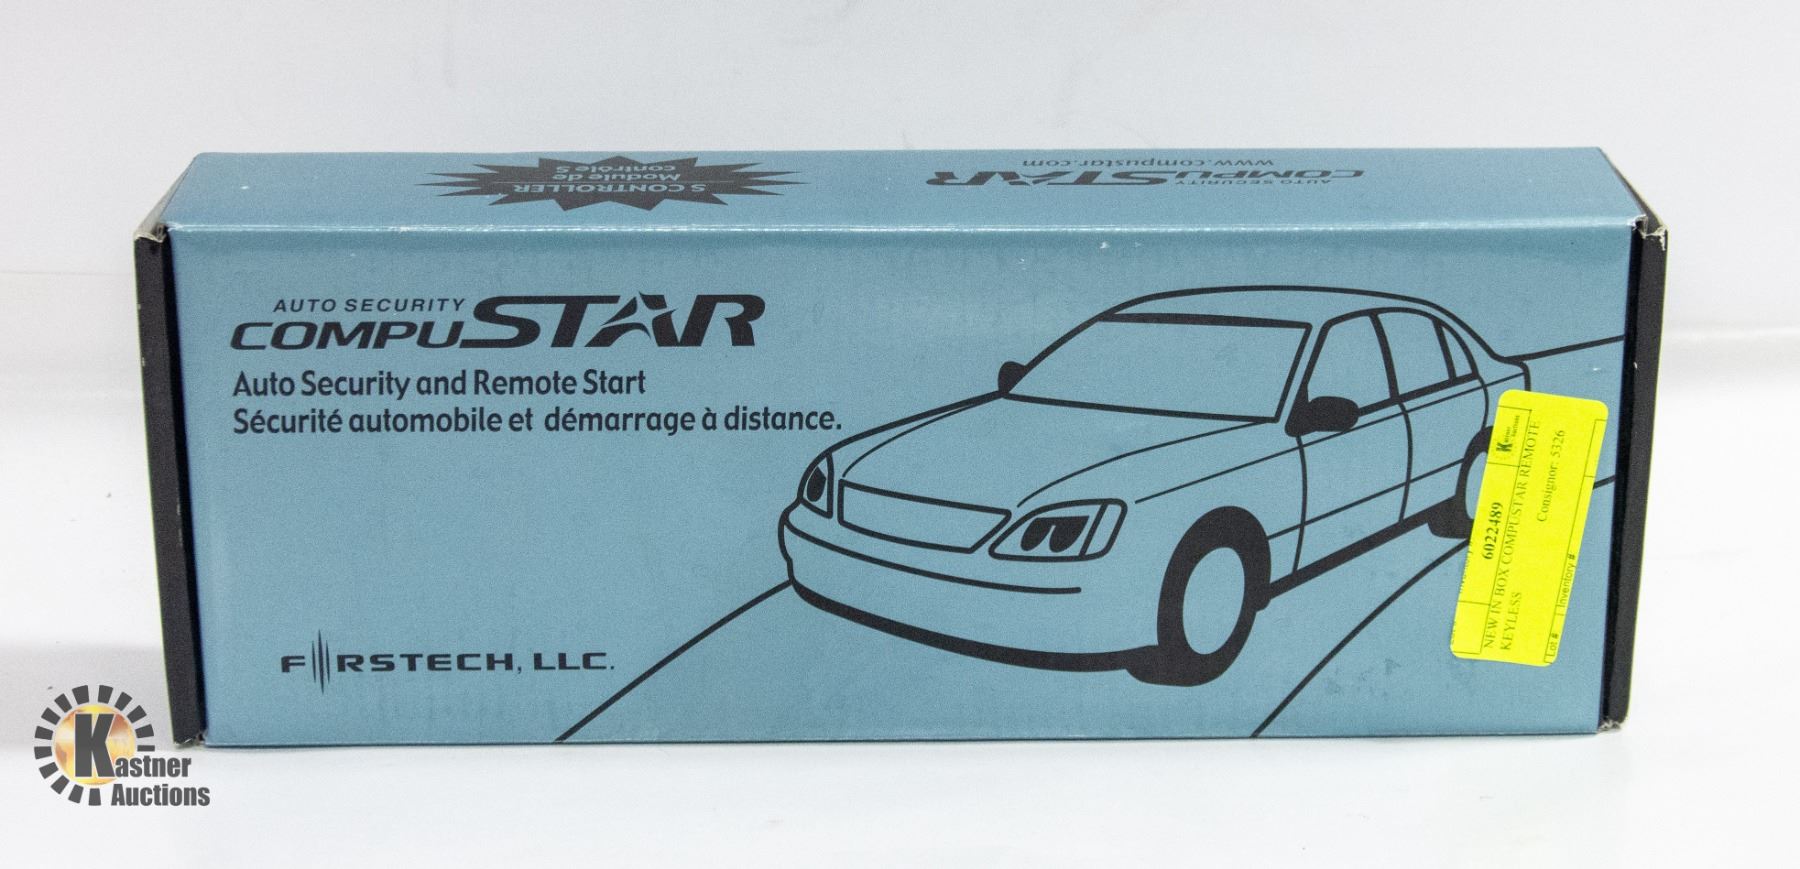 S CONTROLLER
Module de
contrôle S
AUTO SECURITY
COMPUSTAR
www.compustar.com
AUTO SECURITY
COMPUSTAR
Auto Security and Remote Start
Sécurité automobile et démarrage à distance.
FIRSTECH, LLC.
Kastner
Auctions
6022489
NEW IN BOX COMPUSTAR REMOTE
KEYLESS
Consignor: 5326
Lot # Inventory #
Kastner
Auctions